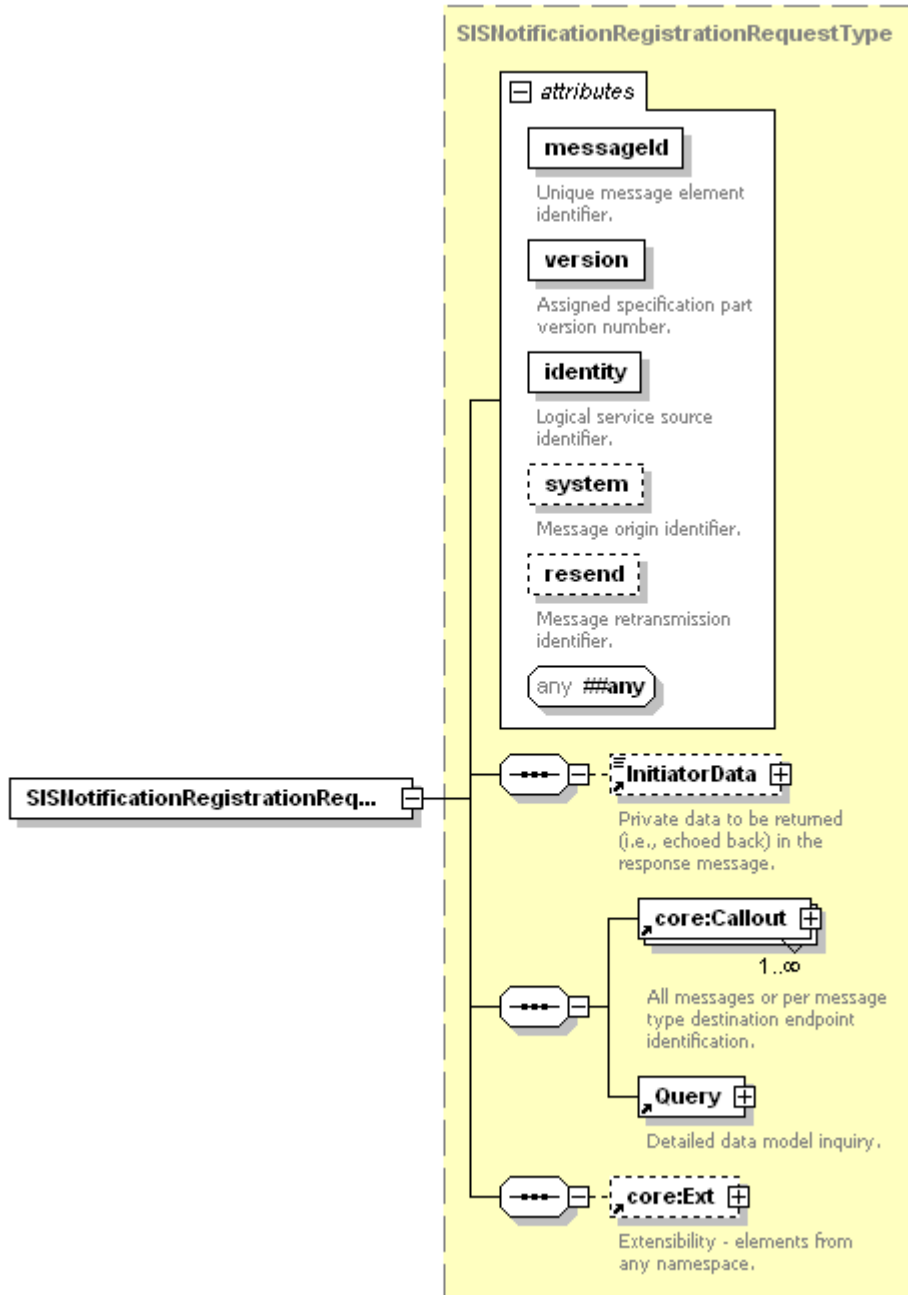 SISNotificationRegistrationRequestType
attributes
messageId
Unique message element
identifier.
version
Assigned specification part
version number.
identity
Logical service source
identifier.
system
Message origin identifier.
resend
Message retransmission
identifier.
any ##any
SISNotificationRegistrationReq...
InitiatorData
Private data to be returned
(i.e., echoed back) in the
response message.
core:Callout
1..∞
All messages or per message
type destination endpoint
identification.
Query
Detailed data model inquiry.
core:Ext
Extensibility - elements from
any namespace.